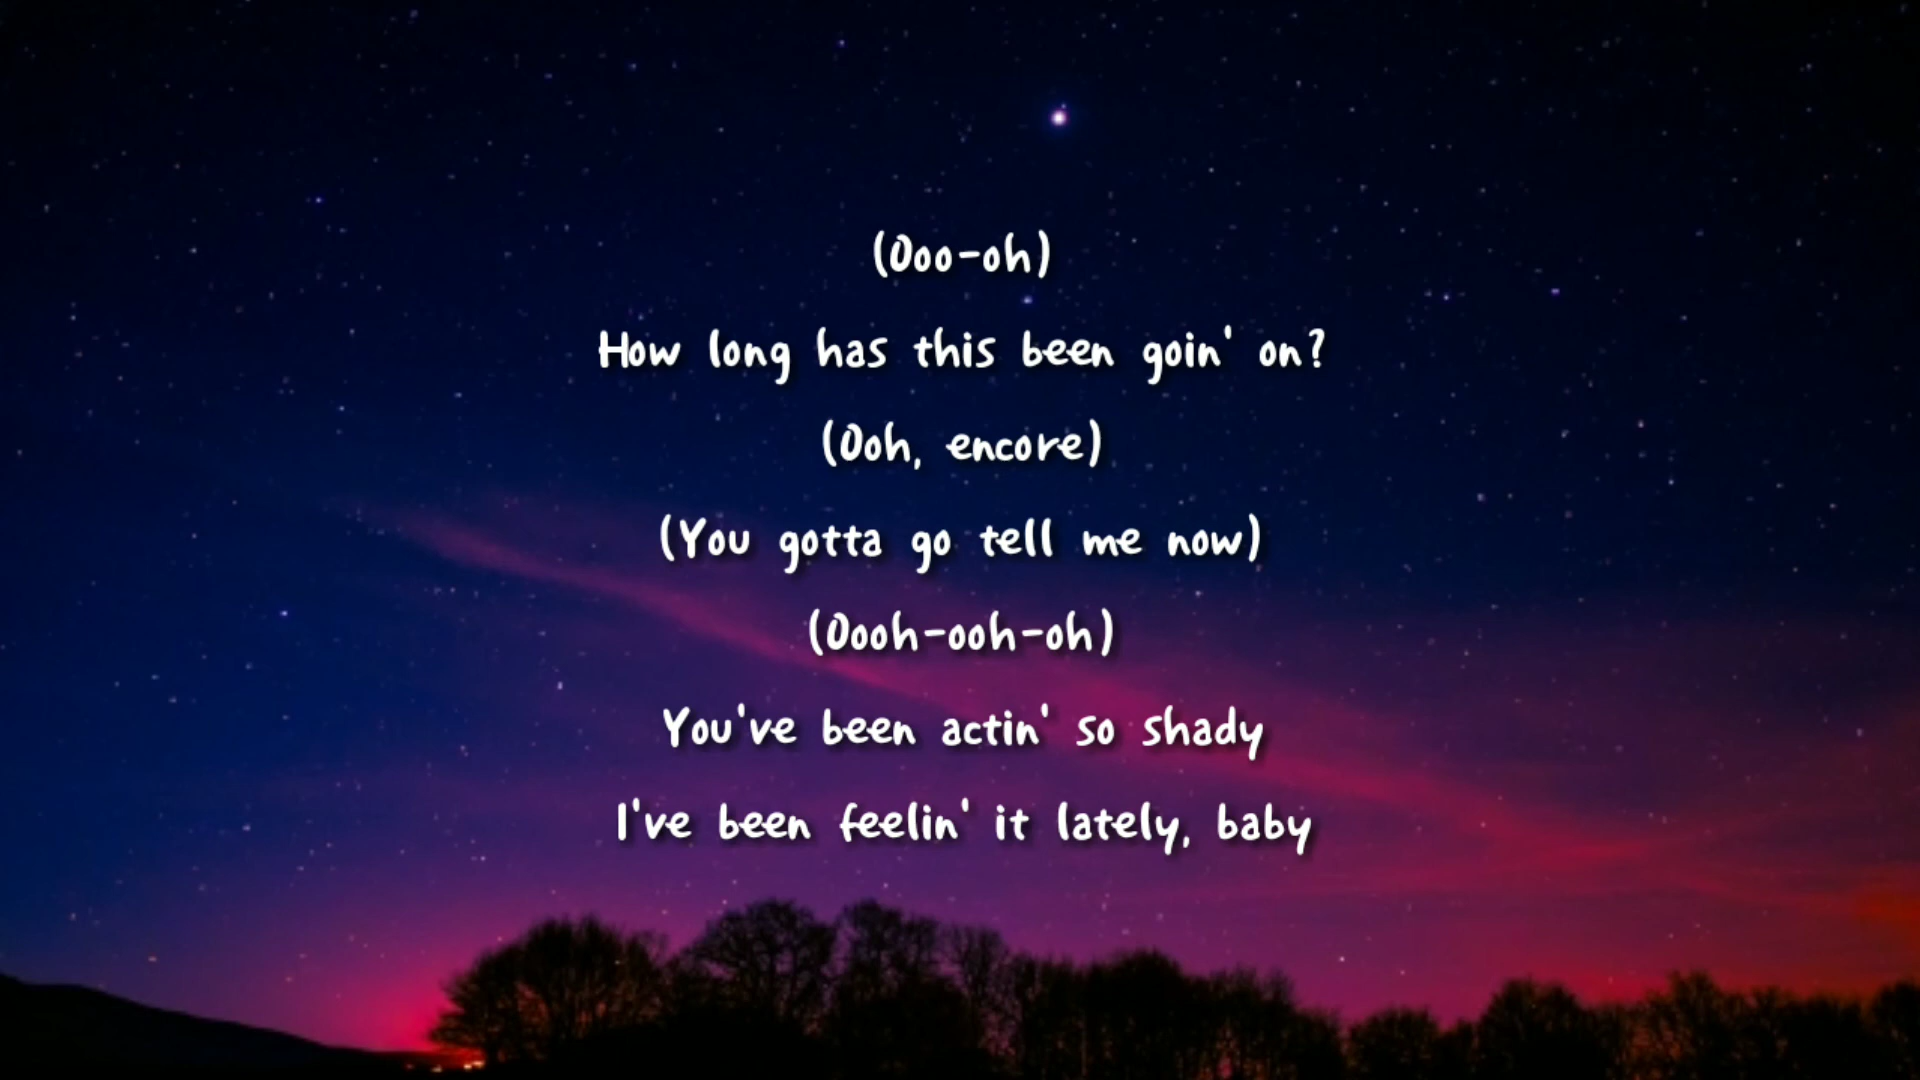 (Ooo-oh)
How long has this been goin' on?
(Ooh, encore)
(You gotta go tell me now)
(Oooh-ooh-oh)
You've been actin' so shady
I've been feelin' it lately, baby